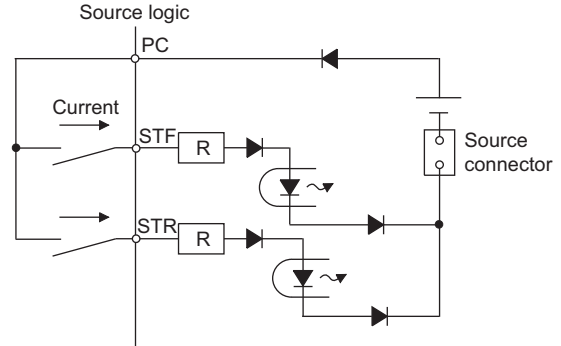 Source logic
PC
Current
STF
R
Source
connector
STR
R